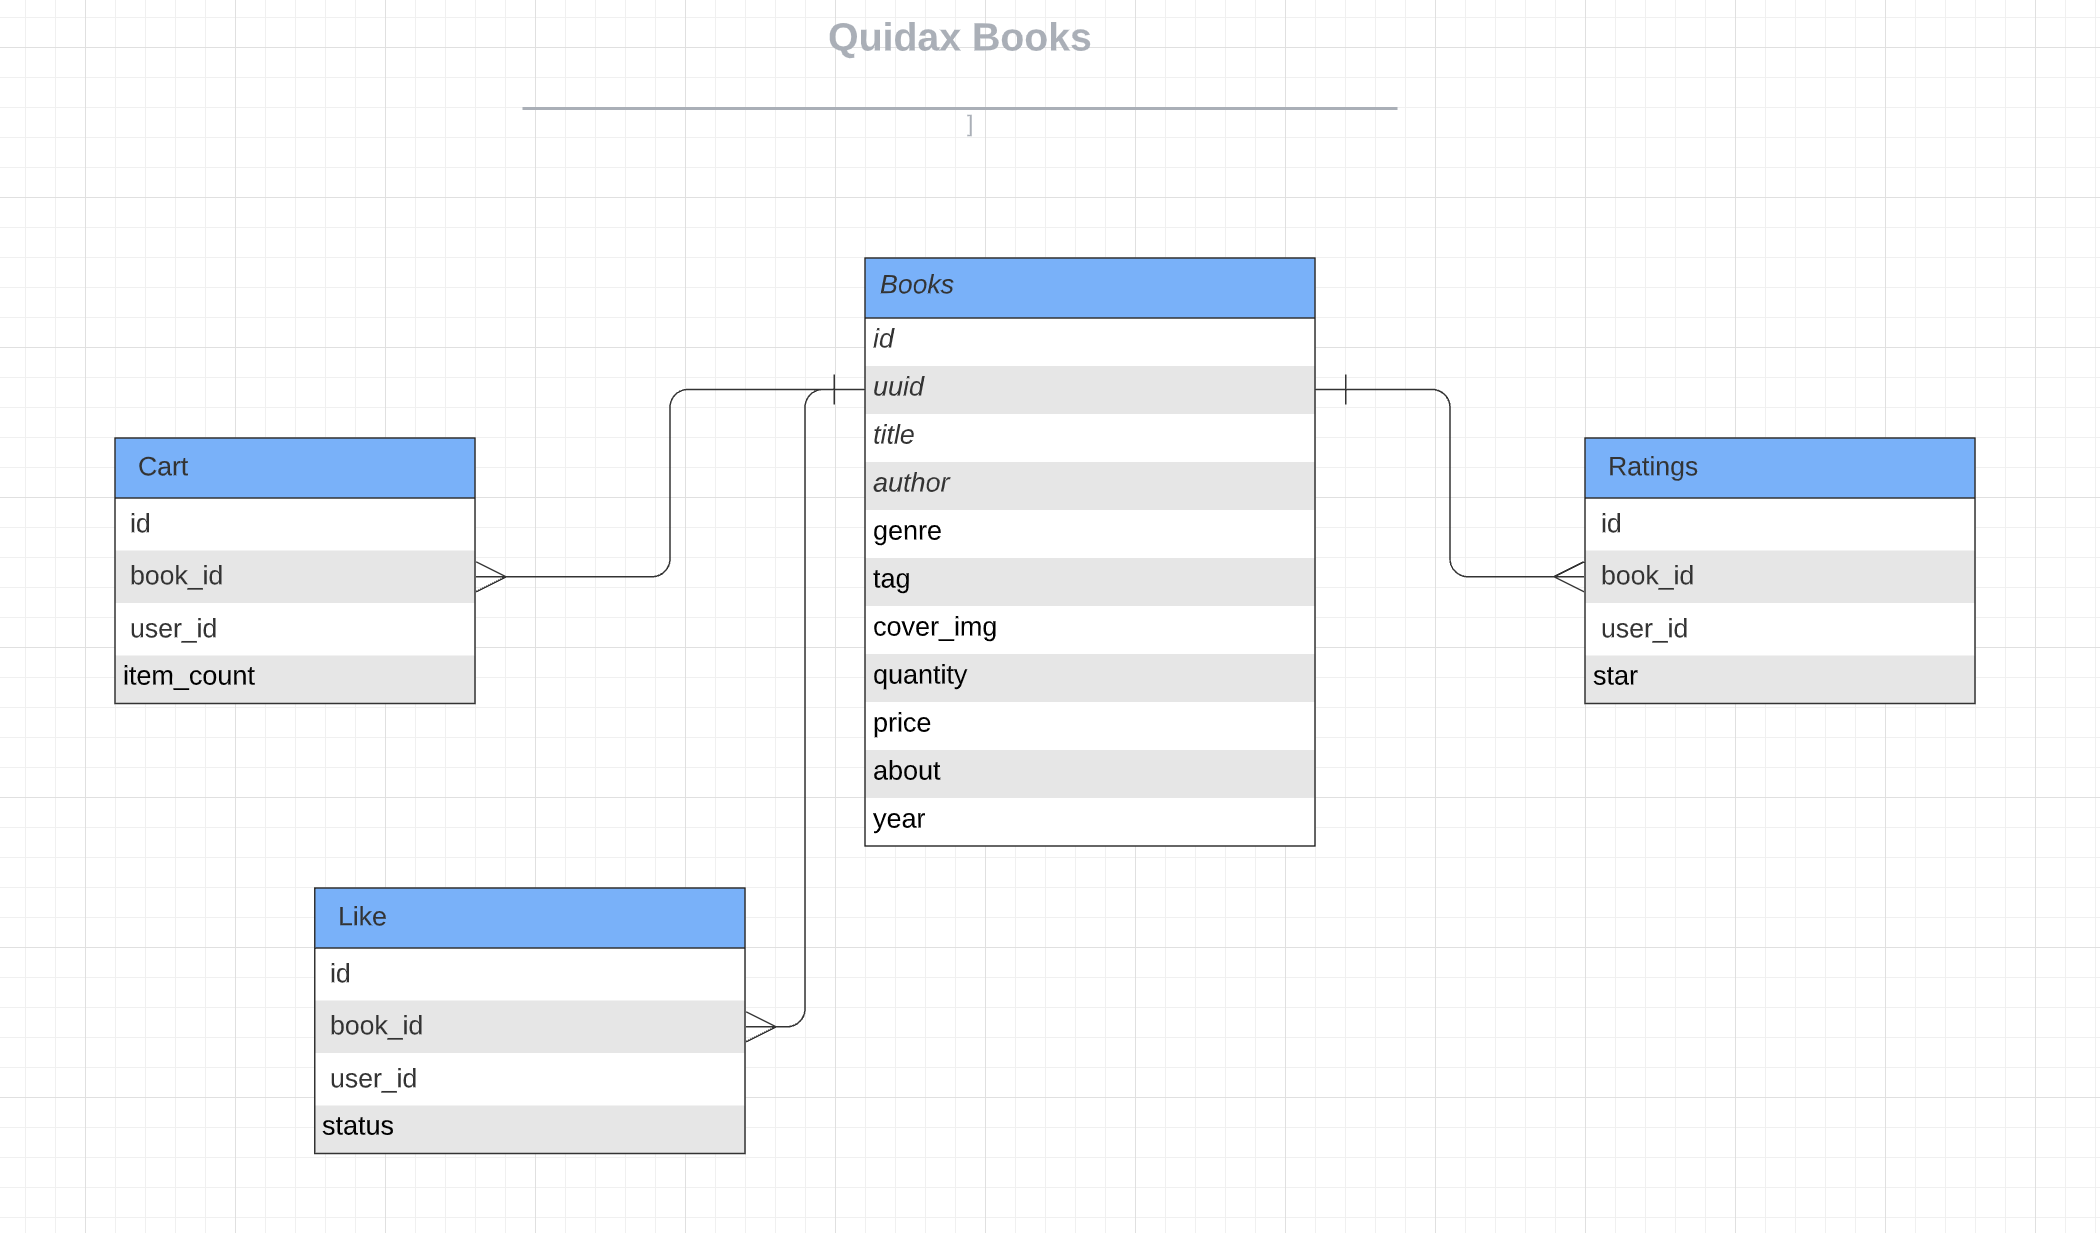 Quidax Books
]
Books
id
uuid
title
author
genre
tag
cover_img
quantity
price
about
year
Cart
id
book_id
user_id
item_count
Ratings
id
book_id
user_id
star
Like
id
book_id
user_id
status